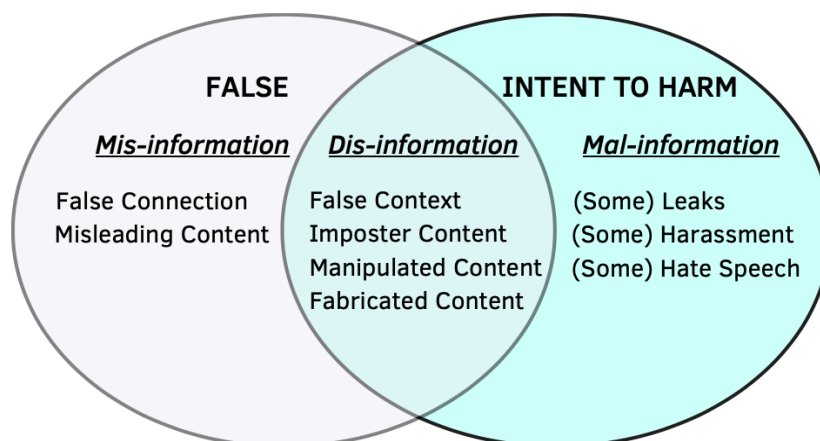 FALSE
INTENT TO HARM
Mis-information
Dis-information
Mal-information
False Connection
Misleading Content
False Context
Imposter Content
Manipulated Content
Fabricated Content
(Some) Leaks
(Some) Harassment
(Some) Hate Speech